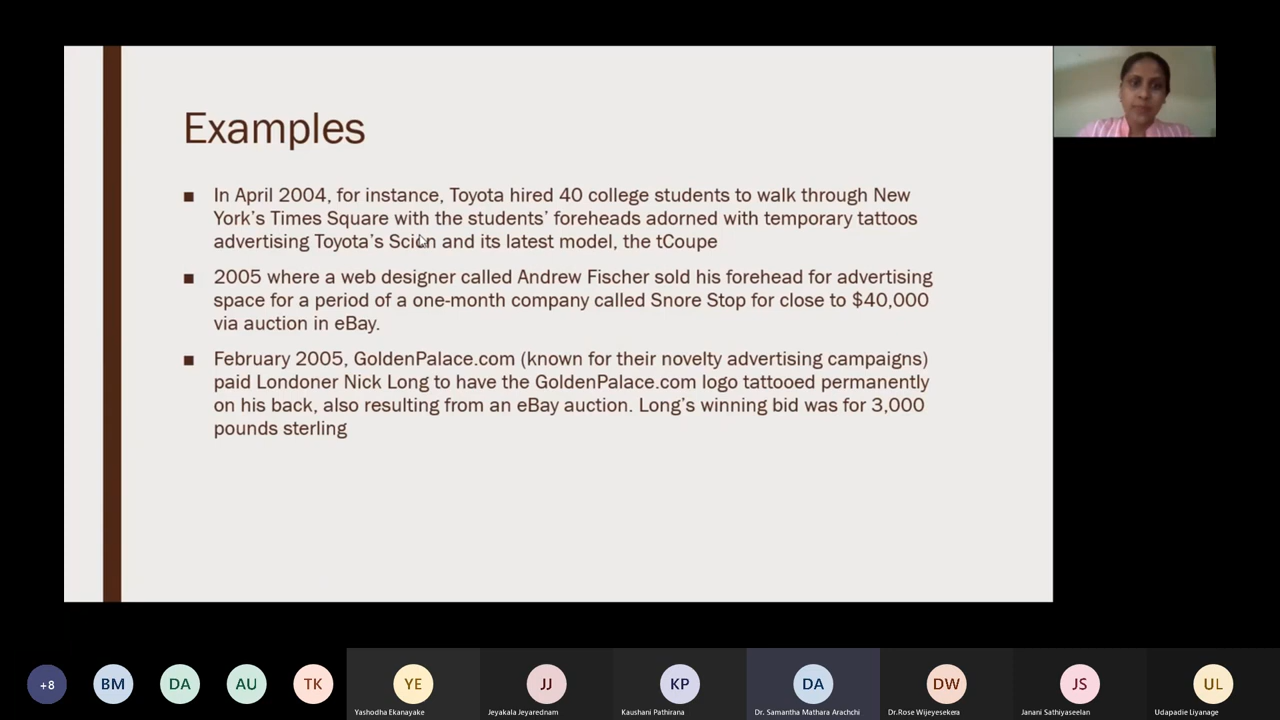 Examples
■ In April 2004, for instance, Toyota hired 40 college students to walk through New
York's Times Square with the students' foreheads adorned with temporary tattoos
advertising Toyota's Scion and its latest model, the tCoupe
■ 2005 where a web designer called Andrew Fischer sold his forehead for advertising
space for a period of a one-month company called Snore Stop for close to $40,000
via auction in eBay.
■ February 2005, GoldenPalace.com (known for their novelty advertising campaigns)
paid Londoner Nick Long to have the GoldenPalace.com logo tattooed permanently
on his back, also resulting from an eBay auction. Long's winning bid was for 3,000
pounds sterling
+8 BM DA AU TK YE JJ KP DA DW JS UL
Yashodha Ekanayake Jeyakala Jeyarednam Kaushani Pathirana Dr. Samantha Mathara Arachchi Dr.Rose Wijeyesekera Janani Sathiyaseelan Udapadie Liyanage